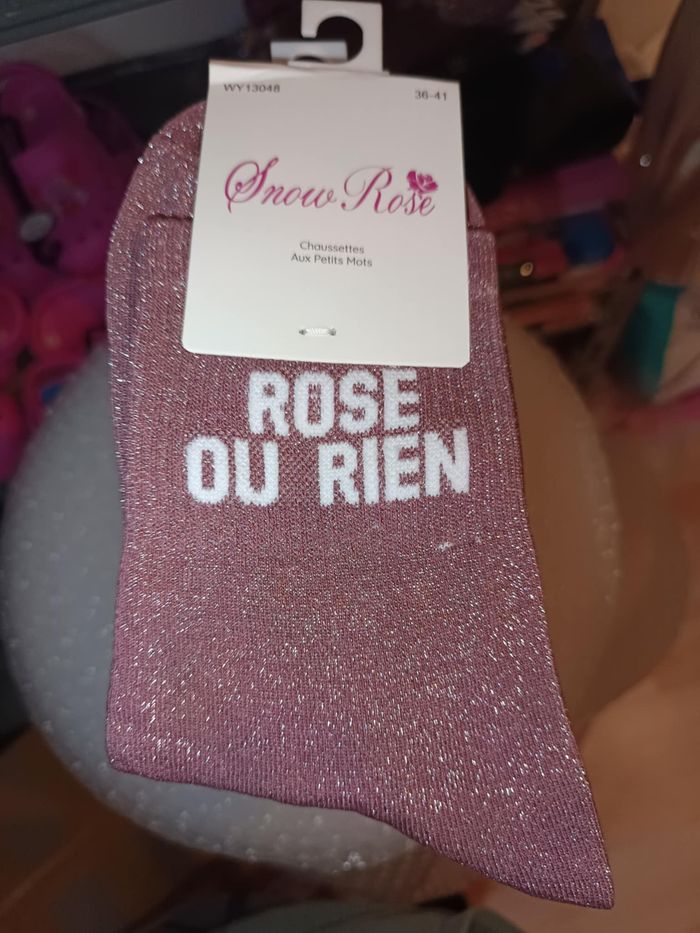 WY13048
36-41
Snow Rose
Chaussettes
Aux Petits Mots
ROSE
OU RIEN